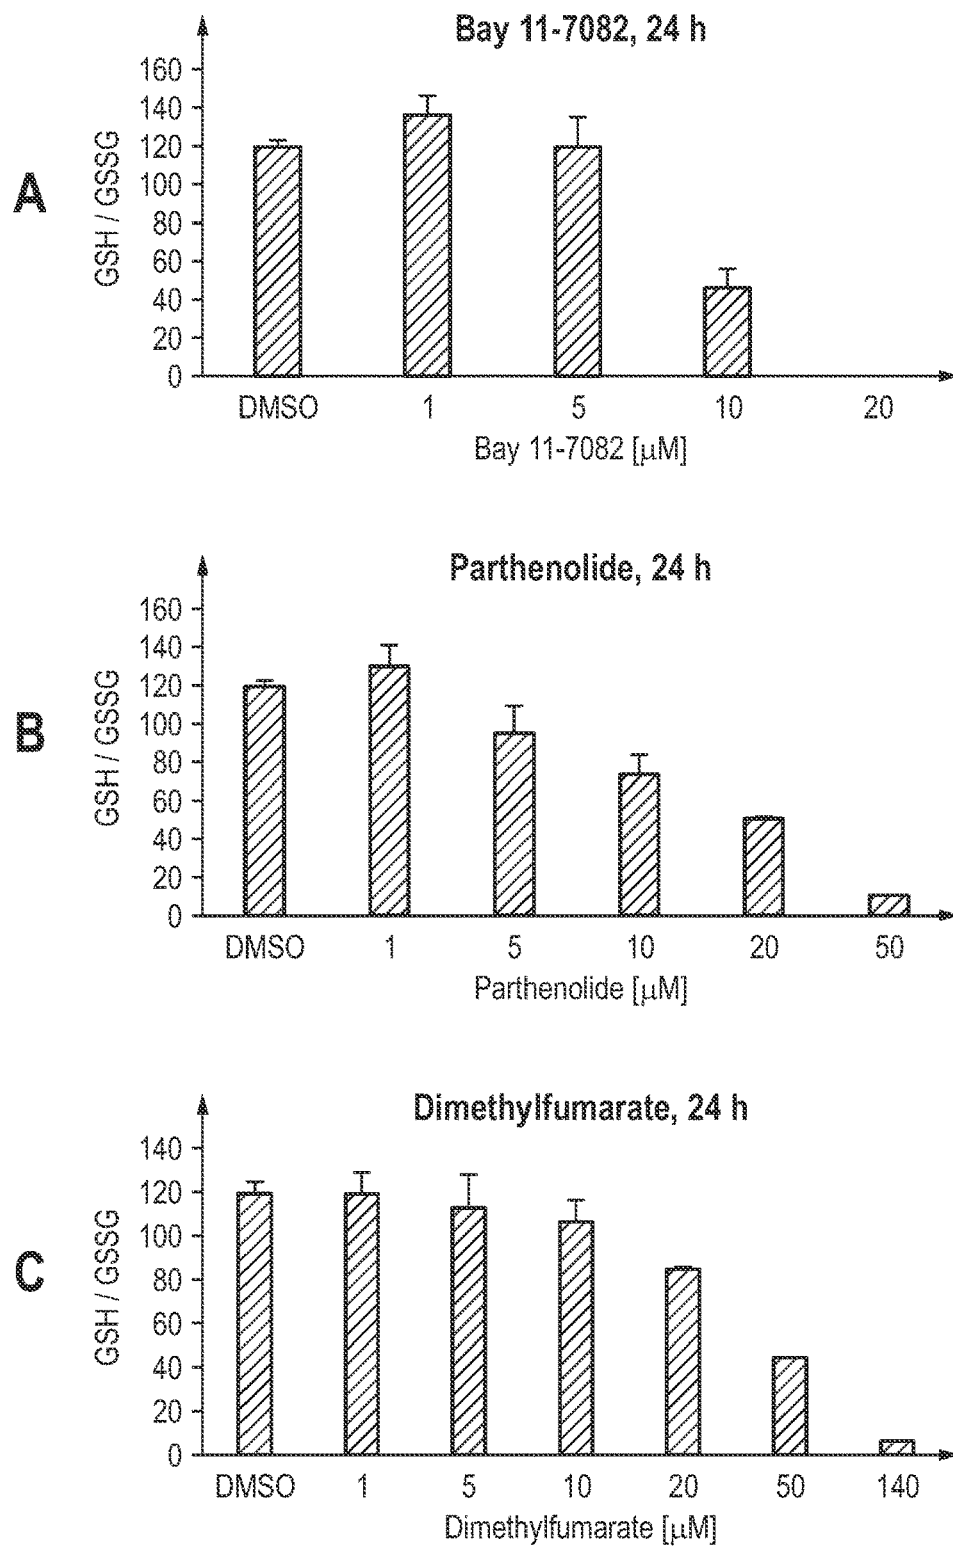 Bay 11-7082, 24 h
A
GSH / GSSG
160
140
120
100
80
60
40
20
0
DMSO 1 5 10 20
Bay 11-7082 [μM]
Parthenolide, 24 h
B
GSH / GSSG
160
140
120
100
80
60
40
20
0
DMSO 1 5 10 20 50
Parthenolide [μM]
Dimethylfumarate, 24 h
C
GSH / GSSG
140
120
100
80
60
40
20
0
DMSO 1 5 10 20 50 140
Dimethylfumarate [μM]